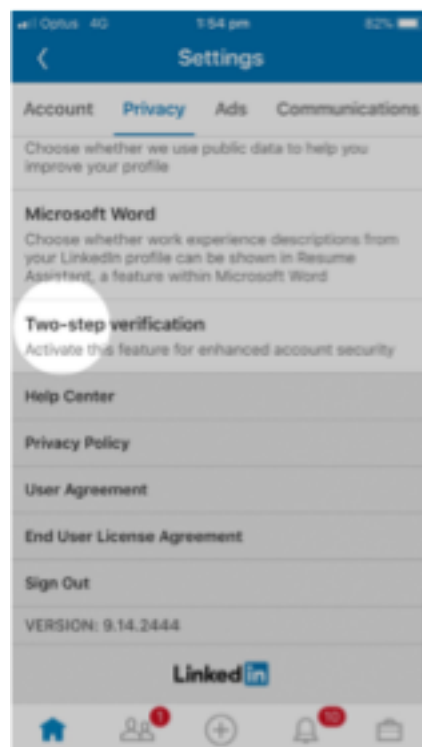 Optus 4G 1:54 pm 82%
Settings
Account Privacy Ads Communications
Choose whether we use public data to help you
improve your profile
Microsoft Word
Choose whether work experience descriptions from
your LinkedIn profile can be shown in Resume
Assistant, a feature within Microsoft Word
Two-step verification
Activate this feature for enhanced account security
Help Center
Privacy Policy
User Agreement
End User License Agreement
Sign Out
VERSION: 9.14.2444
Linked in
1 10